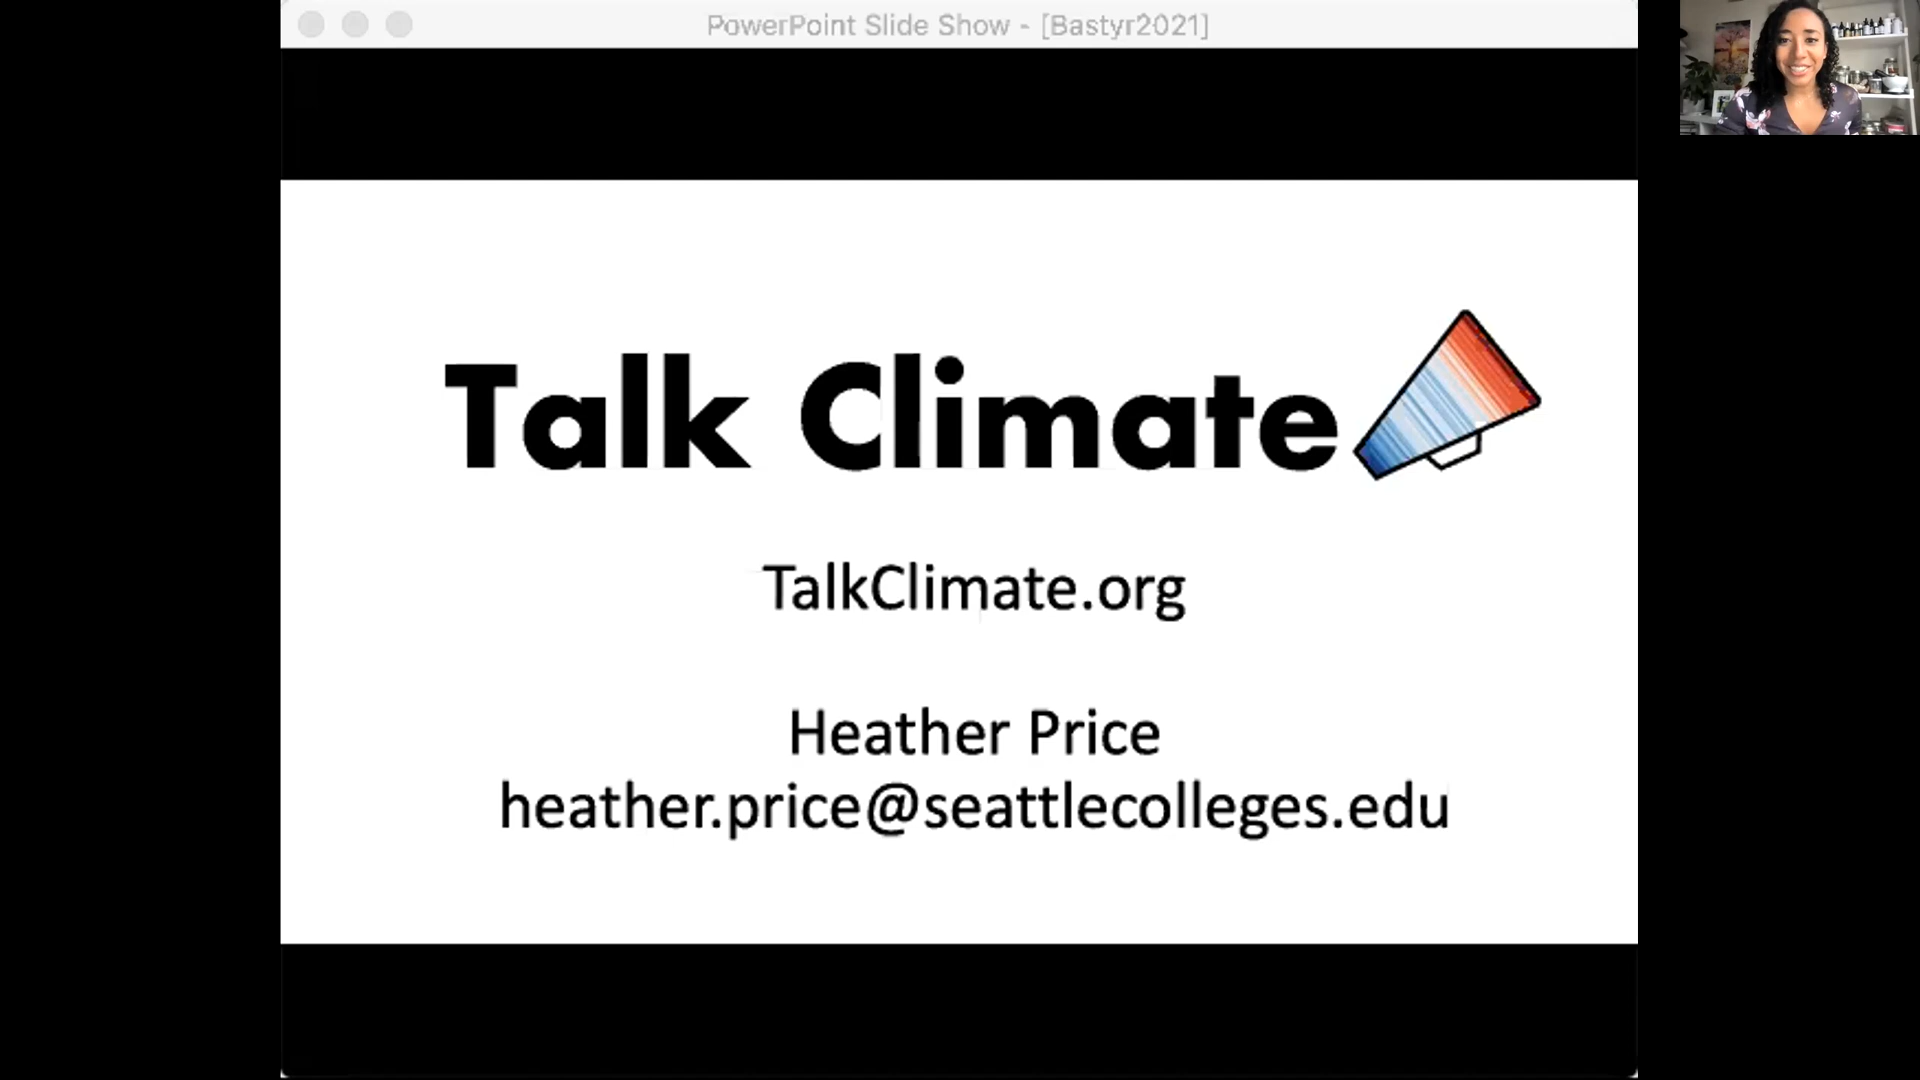 PowerPoint Slide Show - [Bastyr2021]
Talk Climate
TalkClimate.org
Heather Price
heather.price@seattlecolleges.edu